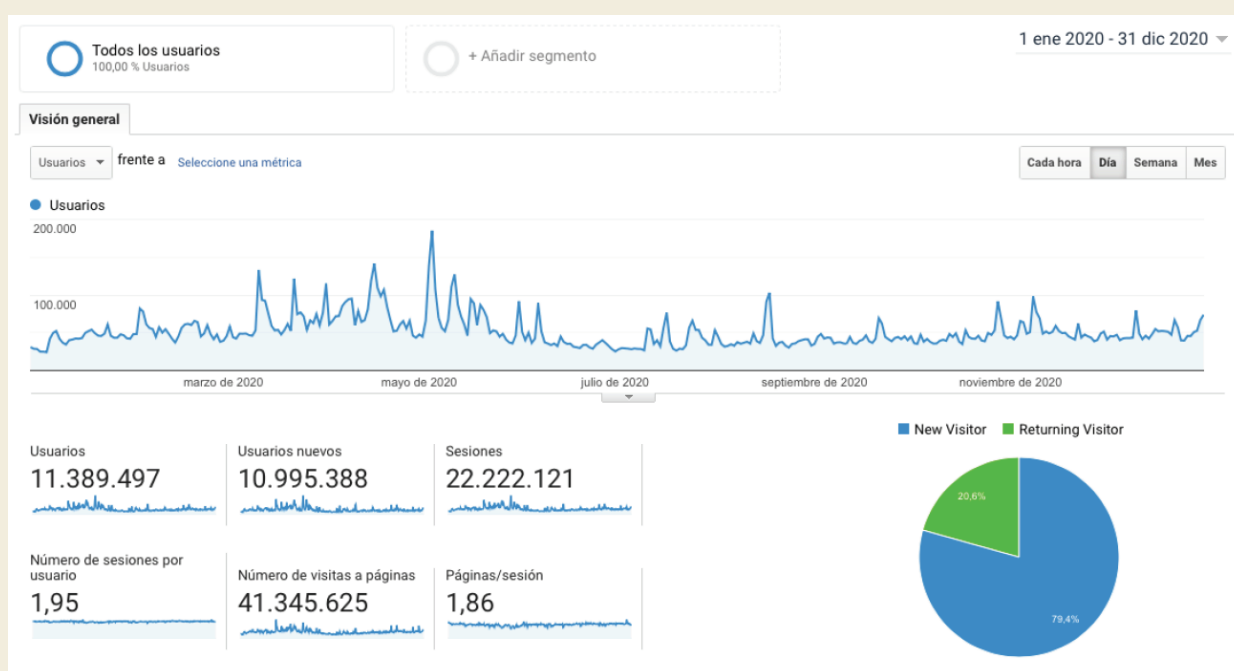 Todos los usuarios
100,00 % Usuarios
+ Añadir segmento
1 ene 2020 - 31 dic 2020
Visión general
Usuarios frente a Seleccione una métrica
Cada hora Día Semana Mes
Usuarios
200.000
100.000
marzo de 2020 mayo de 2020 julio de 2020 septiembre de 2020 noviembre de 2020
New Visitor Returning Visitor
Usuarios
11.389.497
Usuarios nuevos
10.995.388
Sesiones
22.222.121
Número de sesiones por
usuario
1,95
Número de visitas a páginas
41.345.625
Páginas/sesión
1,86
20,6%
79,4%